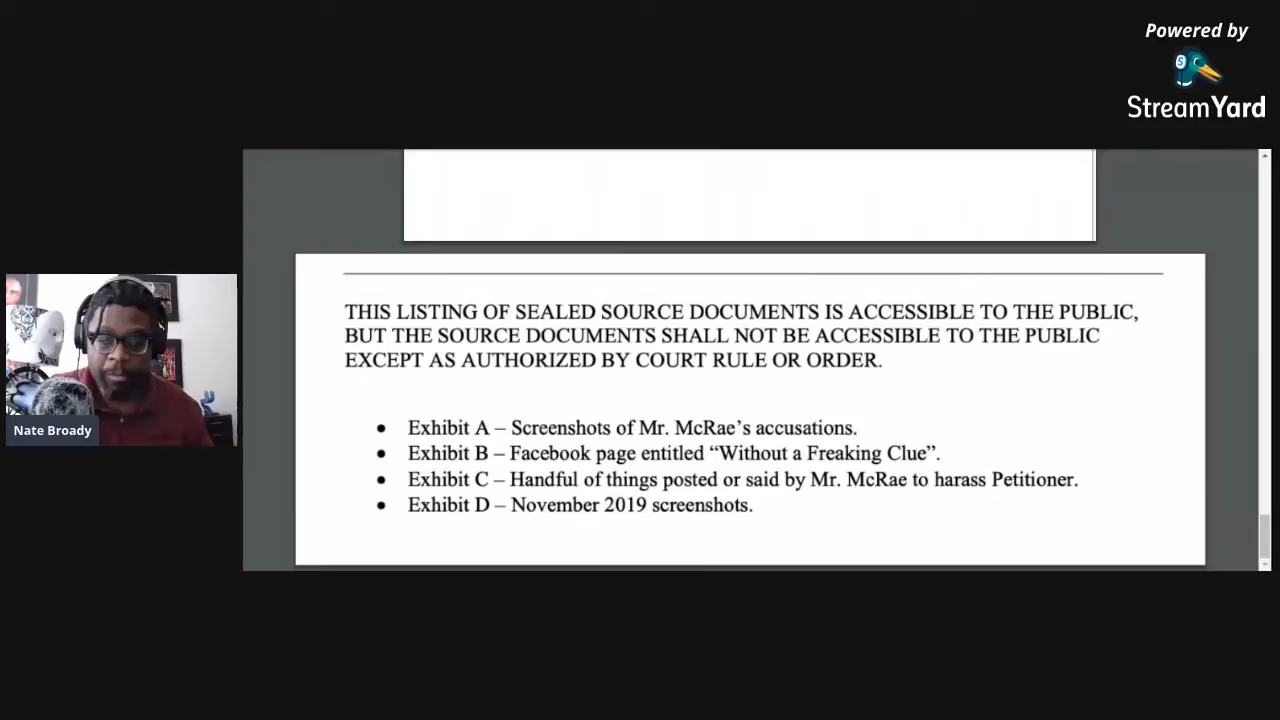 Powered by
StreamYard
THIS LISTING OF SEALED SOURCE DOCUMENTS IS ACCESSIBLE TO THE PUBLIC,
BUT THE SOURCE DOCUMENTS SHALL NOT BE ACCESSIBLE TO THE PUBLIC
EXCEPT AS AUTHORIZED BY COURT RULE OR ORDER.
• Exhibit A – Screenshots of Mr. McRae’s accusations.
• Exhibit B – Facebook page entitled “Without a Freaking Clue”.
• Exhibit C – Handful of things posted or said by Mr. McRae to harass Petitioner.
• Exhibit D – November 2019 screenshots.
Nate Broady